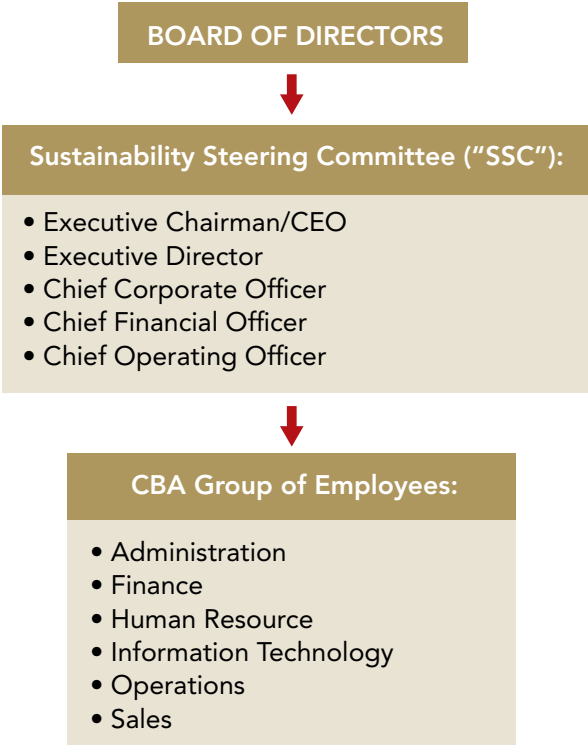 BOARD OF DIRECTORS
Sustainability Steering Committee (“SSC”):
• Executive Chairman/CEO
• Executive Director
• Chief Corporate Officer
• Chief Financial Officer
• Chief Operating Officer
CBA Group of Employees:
• Administration
• Finance
• Human Resource
• Information Technology
• Operations
• Sales